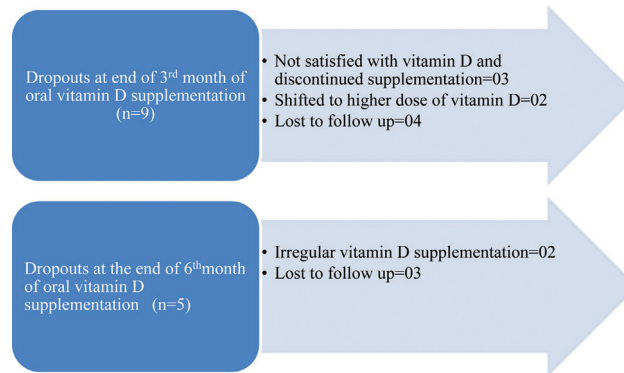 Dropouts at end of 3rd month of
oral vitamin D supplementation
(n=9)
• Not satisfied with vitamin D and
discontinued supplementation=03
• Shifted to higher dose of vitamin D=02
• Lost to follow up=04
Dropouts at the end of 6thmonth
of oral vitamin D
supplementation (n=5)
• Irregular vitamin D supplementation=02
• Lost to follow up=03